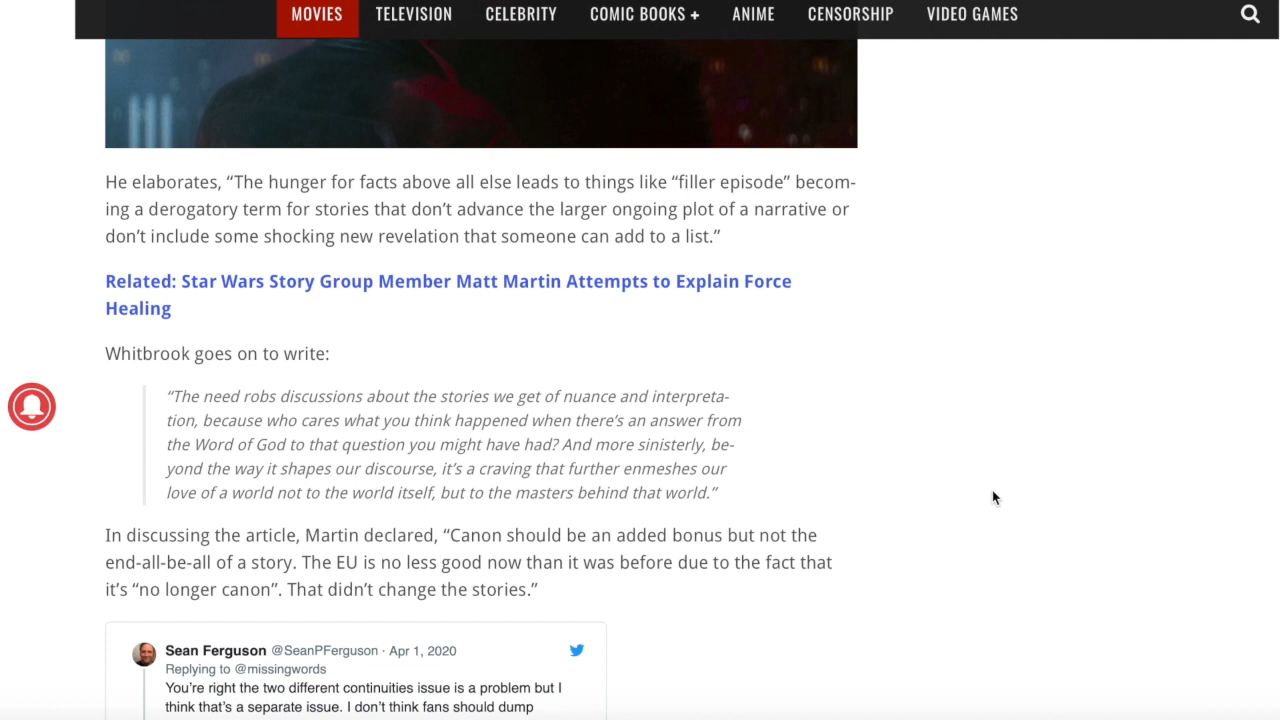 MOVIES TELEVISION CELEBRITY COMIC BOOKS + ANIME CENSORSHIP VIDEO GAMES
He elaborates, “The hunger for facts above all else leads to things like “filler episode” becom-
ing a derogatory term for stories that don’t advance the larger ongoing plot of a narrative or
don’t include some shocking new revelation that someone can add to a list.”
Related: Star Wars Story Group Member Matt Martin Attempts to Explain Force
Healing
Whitbrook goes on to write:
“The need robs discussions about the stories we get of nuance and interpreta-
tion, because who cares what you think happened when there’s an answer from
the Word of God to that question you might have had? And more sinisterly, be-
yond the way it shapes our discourse, it’s a craving that further enmeshes our
love of a world not to the world itself, but to the masters behind that world.”
In discussing the article, Martin declared, “Canon should be an added bonus but not the
end-all-be-all of a story. The EU is no less good now than it was before due to the fact that
it’s “no longer canon”. That didn’t change the stories.”
Sean Ferguson @SeanPFerguson · Apr 1, 2020
Replying to @missingwords
You’re right the two different continuities issue is a problem but I
think that’s a separate issue. I don’t think fans should dump